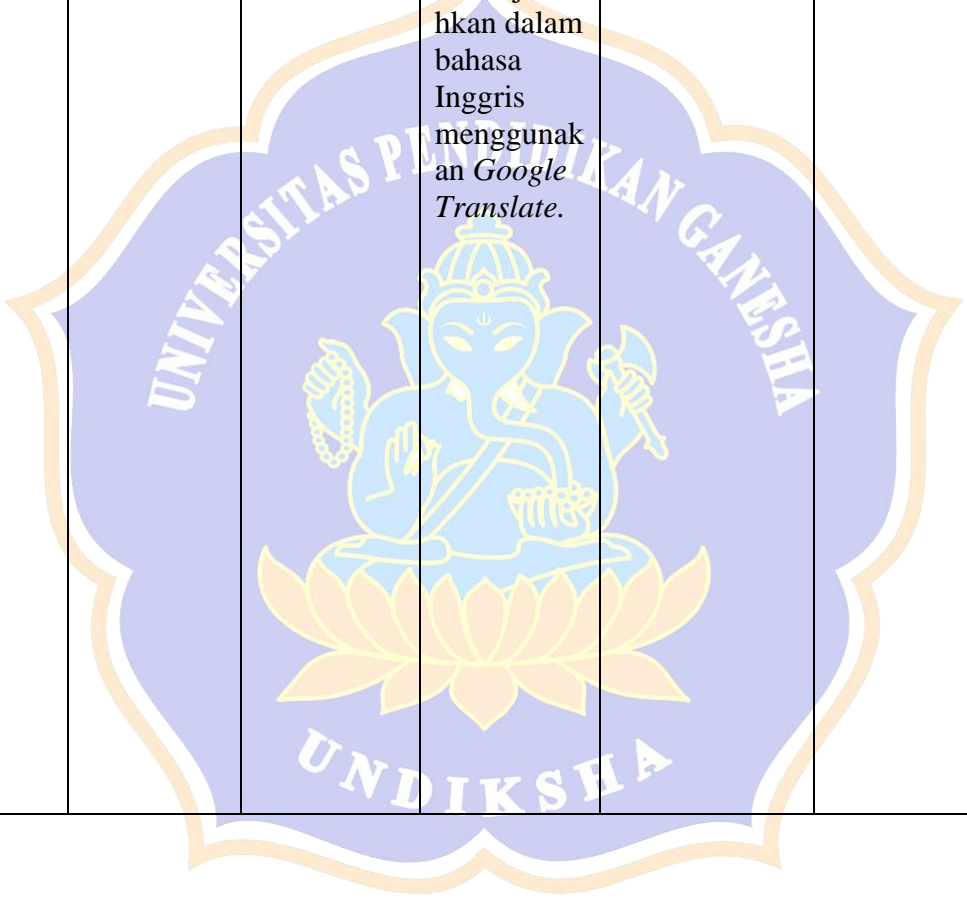 hkan dalam
bahasa
Inggris
menggunak
an Google
Translate.
UNIVERSITAS PENDIDIKAN GANESHA
UNDIKSHA